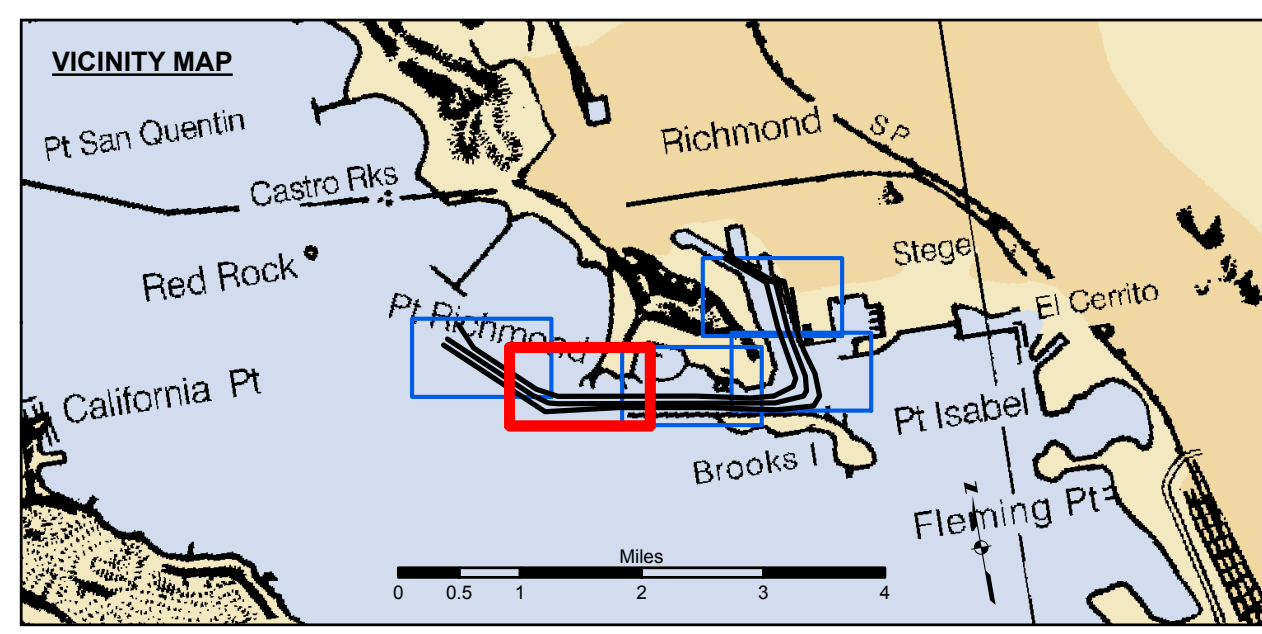 VICINITY MAP
Pt San Quentin
Richmond
S P
Castro Rks
Stege
Red Rock
El Cerrito
Pt Richmond
California Pt
Pt Isabel
Brooks I
N
Fleming Pt
Miles
0 0.5 1 2 3 4